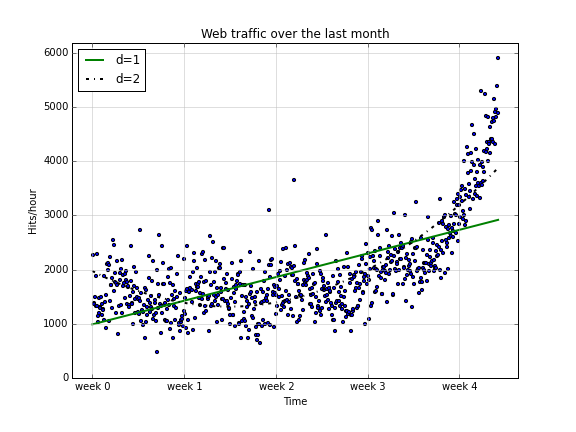 Web traffic over the last month
6000
d=1
d=2
5000
4000
Hits/hour
3000
2000
1000
0
week 0 week 1 week 2 week 3 week 4
Time